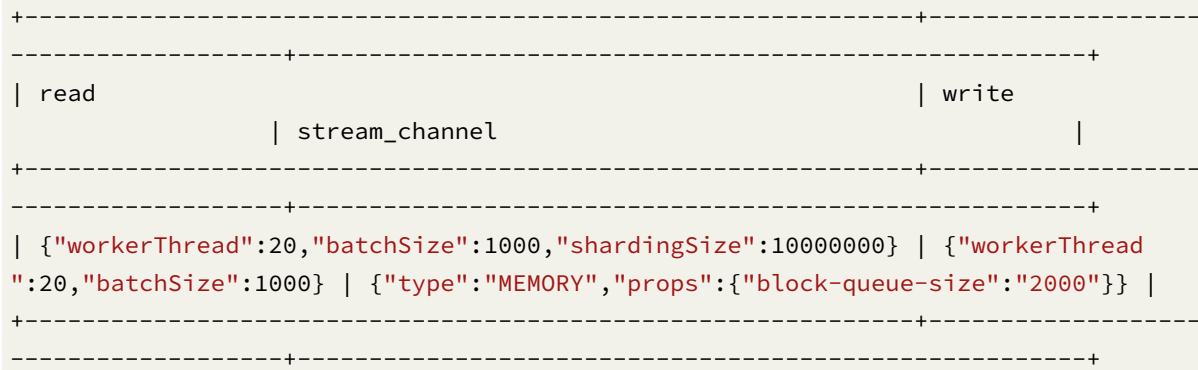 +--------------------------------------------------------------+-------------------
-------------------+-------------------------------------------------------+
| read                                                         | write
                  | stream_channel                                        |
+--------------------------------------------------------------+-------------------
-------------------+-------------------------------------------------------+
| {"workerThread":20,"batchSize":1000,"shardingSize":10000000} | {"workerThread
":20,"batchSize":1000} | {"type":"MEMORY","props":{"block-queue-size":"2000"}} |
+--------------------------------------------------------------+-------------------
-------------------+-------------------------------------------------------+